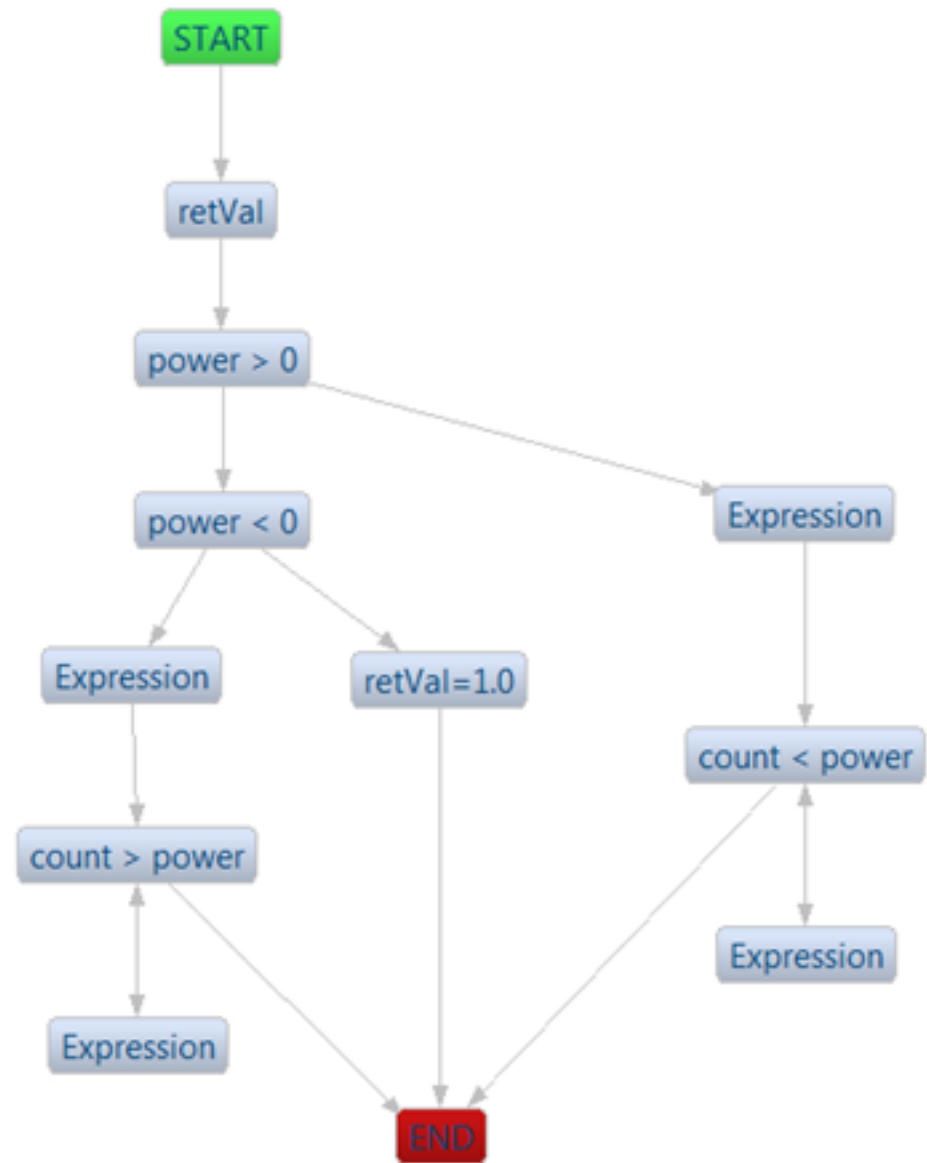 START
retVal
power > 0
power < 0
Expression
Expression
retVal=1.0
count < power
count > power
Expression
Expression
END